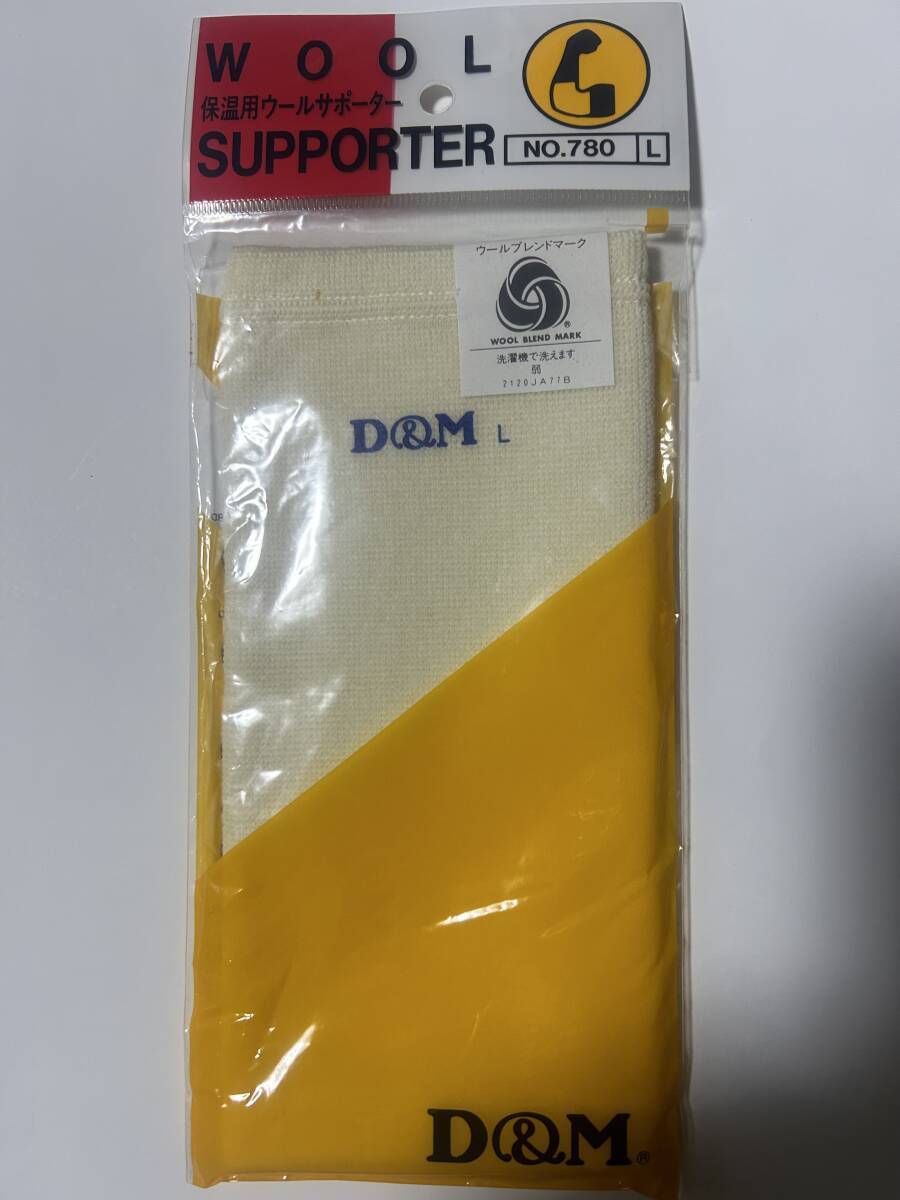 WOOL
保温用ウールサポーター
SUPPORTER
NO.780 L
ウールブレンドマーク
®
WOOL BLEND MARK
洗濯機で洗えます
弱
2120JA77B
D&M L
D&M®